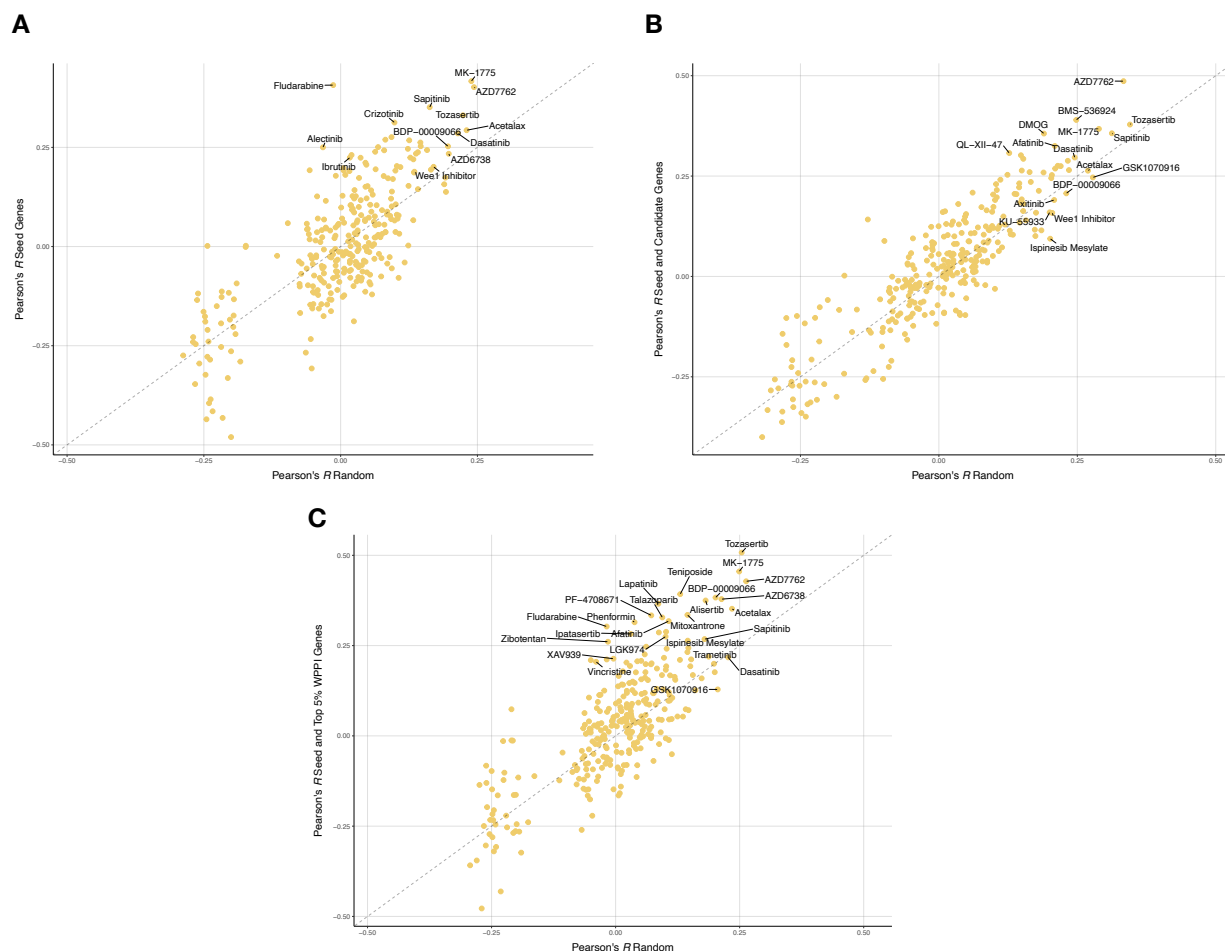 A
Fludarabine
MK−1775
AZD7762
Sapitinib
Crizotinib
Tozasertib
Acetalax
BDP−00009066
Dasatinib
Alectinib
Ibrutinib
AZD6738
Wee1 Inhibitor
0.25
0.00
−0.25
−0.50
−0.50
−0.25
0.00
0.25
Pearson's R Random
Pearson's R Seed Genes
B
0.50
AZD7762
BMS−536924
Tozasertib
DMOG
MK−1775
Sapitinib
Afatinib
QL−XII−47
Dasatinib
Acetalax
GSK1070916
BDP−00009066
Axitinib
KU−55933
Wee1 Inhibitor
Ispinesib Mesylate
0.25
0.00
−0.25
−0.25
0.00
0.25
0.50
Pearson's R Random
Pearson's R Seed and Candidate Genes
C
0.50
Tozasertib
MK−1775
Teniposide
AZD7762
Lapatinib
BDP−00009066
PF−4708671
Talazoparib
AZD6738
Fludarabine
Phenformin
Alisertib
Acetalax
Ipatasertib
Afatinib
Mitoxantrone
Zibotentan
Sapitinib
LGK974
Ispinesib Mesylate
XAV939
Trametinib
Vincristine
Dasatinib
GSK1070916
0.25
0.00
−0.25
−0.50
−0.50
−0.25
0.00
0.25
0.50
Pearson's R Random
Pearson's R Seed and Top 5% WPPI Genes